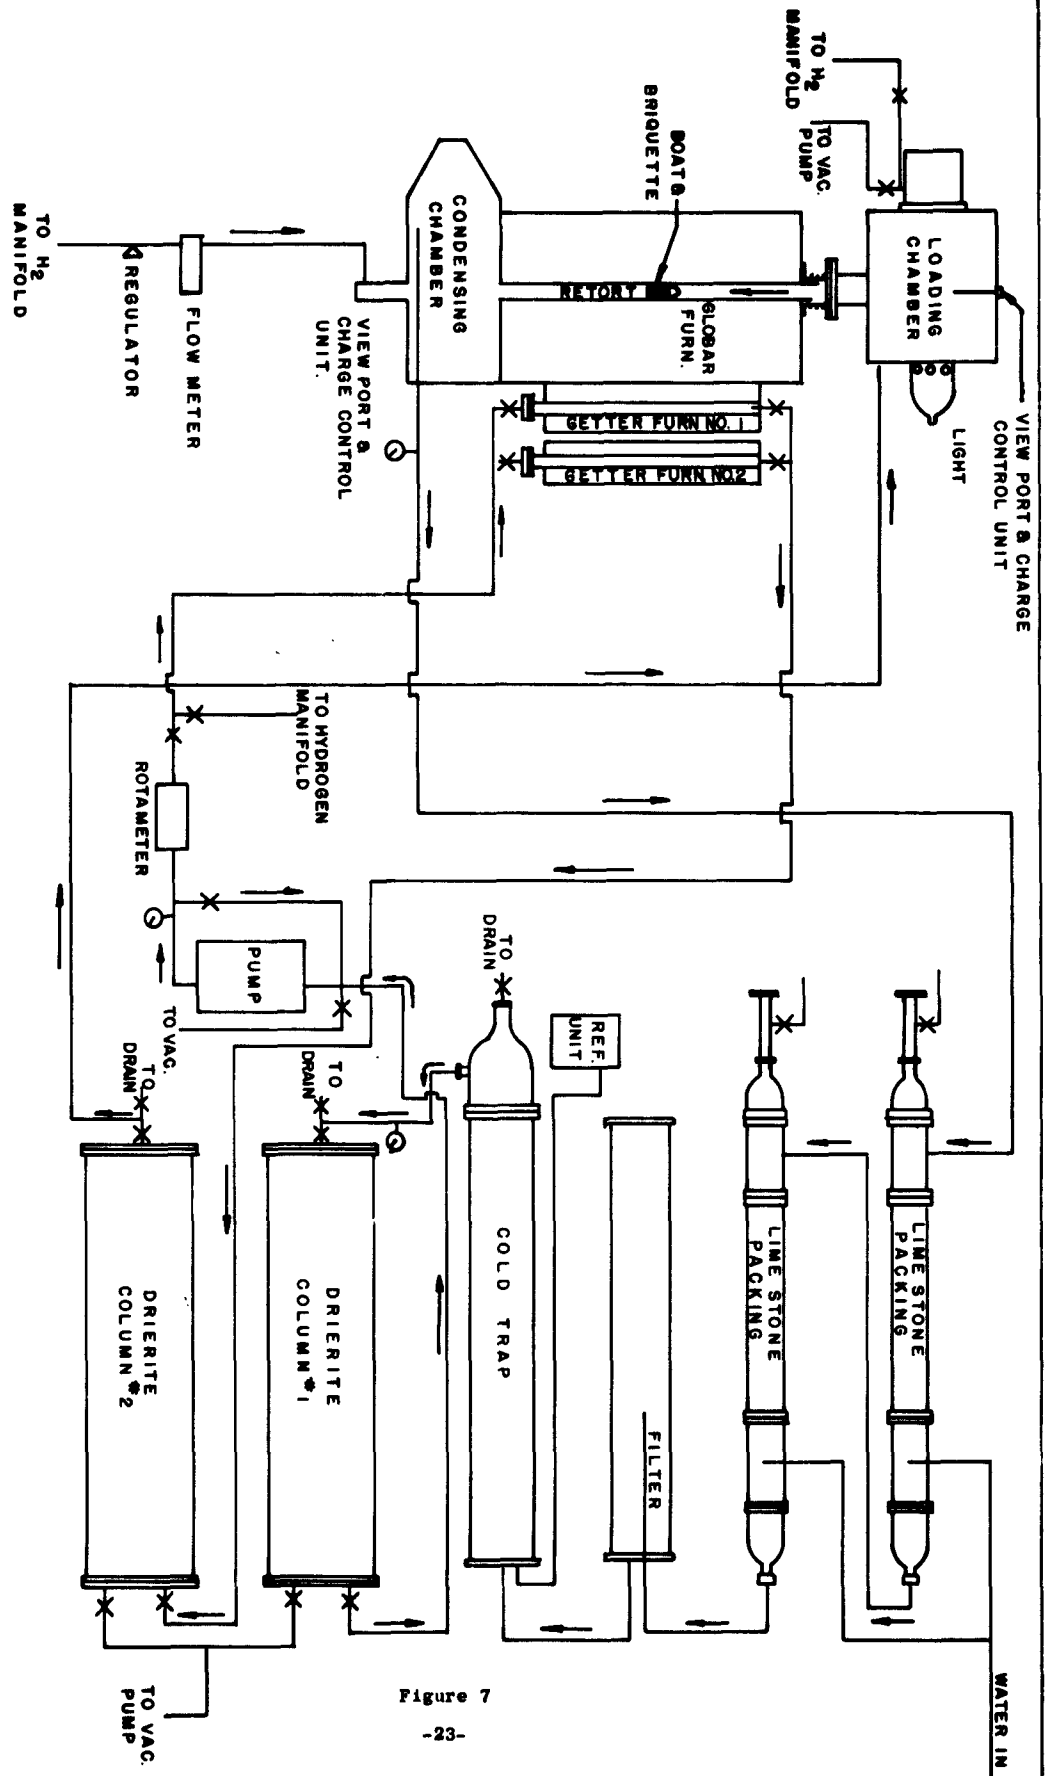 TO H2
MANIFOLD
TO VAC.
PUMP
LOADING
CHAMBER
VIEW PORT & CHARGE
CONTROL UNIT
LIGHT
BOAT &
BRIQUETTE
RETORT
GLOBAR
FURN.
CONDENSING
CHAMBER
GETTER FURN NO. 1
GETTER FURN NO.2
VIEW PORT &
CHARGE CONTROL
UNIT.
TO H2
MANIFOLD
REGULATOR
FLOW METER
TO HYDROGEN
MANIFOLD
ROTAMETER
PUMP
TO VAC.
TO
DRAIN
TO
DRAIN
TO
DRAIN
REF.
UNIT
LIME STONE
PACKING
LIME STONE
PACKING
FILTER
COLD TRAP
DRIERITE
COLUMN #1
DRIERITE
COLUMN #2
WATER IN
TO VAC.
PUMP
Figure 7
-23-